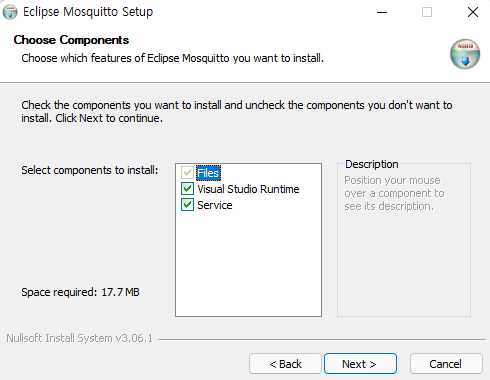 Eclipse Mosquitto Setup
Choose Components
Choose which features of Eclipse Mosquitto you want to install.
Check the components you want to install and uncheck the components you don't want to
install. Click Next to continue.
Select components to install:
Files
Visual Studio Runtime
Service
Description
Position your mouse
over a component to
see its description.
Space required: 17.7 MB
Nullsoft Install System v3.06.1
< Back
Next >
Cancel